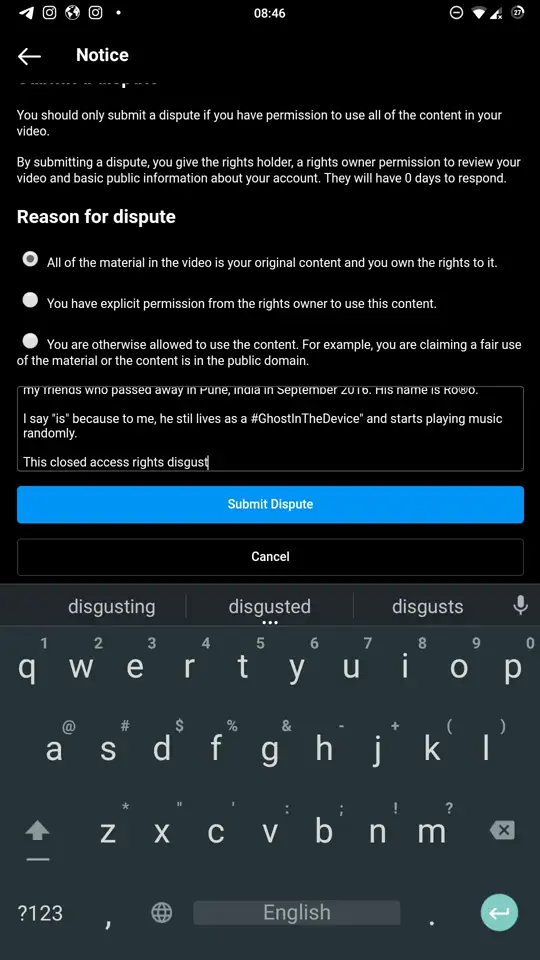 08:46
27
Notice
Submit a dispute
You should only submit a dispute if you have permission to use all of the content in your
video.
By submitting a dispute, you give the rights holder, a rights owner permission to review your
video and basic public information about your account. They will have 0 days to respond.
Reason for dispute
All of the material in the video is your original content and you own the rights to it.
You have explicit permission from the rights owner to use this content.
You are otherwise allowed to use the content. For example, you are claiming a fair use
of the material or the content is in the public domain.
my friends who passed away in Pune, India in September 2016. His name is Ro®o.
I say "is" because to me, he stil lives as a #GhostInTheDevice" and starts playing music
randomly.
This closed access rights disgust
Submit Dispute
Cancel
disgusting disgusted disgusts
1 2 3 4 5 6 7 8 9 0
q w e r t y u i o p
@ # $ % & - + ( )
a s d f g h j k l
* " ' : ; ! ?
z x c v b n m
?123 , English .